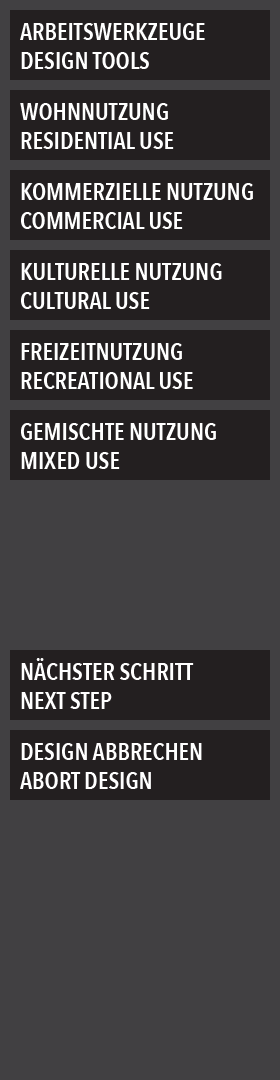 ARBEITSWERKZEUGE
DESIGN TOOLS
WOHNNUTZUNG
RESIDENTIAL USE
KOMMERZIELLE NUTZUNG
COMMERCIAL USE
KULTURELLE NUTZUNG
CULTURAL USE
FREIZEITNUTZUNG
RECREATIONAL USE
GEMISCHTE NUTZUNG
MIXED USE
NÄCHSTER SCHRITT
NEXT STEP
DESIGN ABBRECHEN
ABORT DESIGN